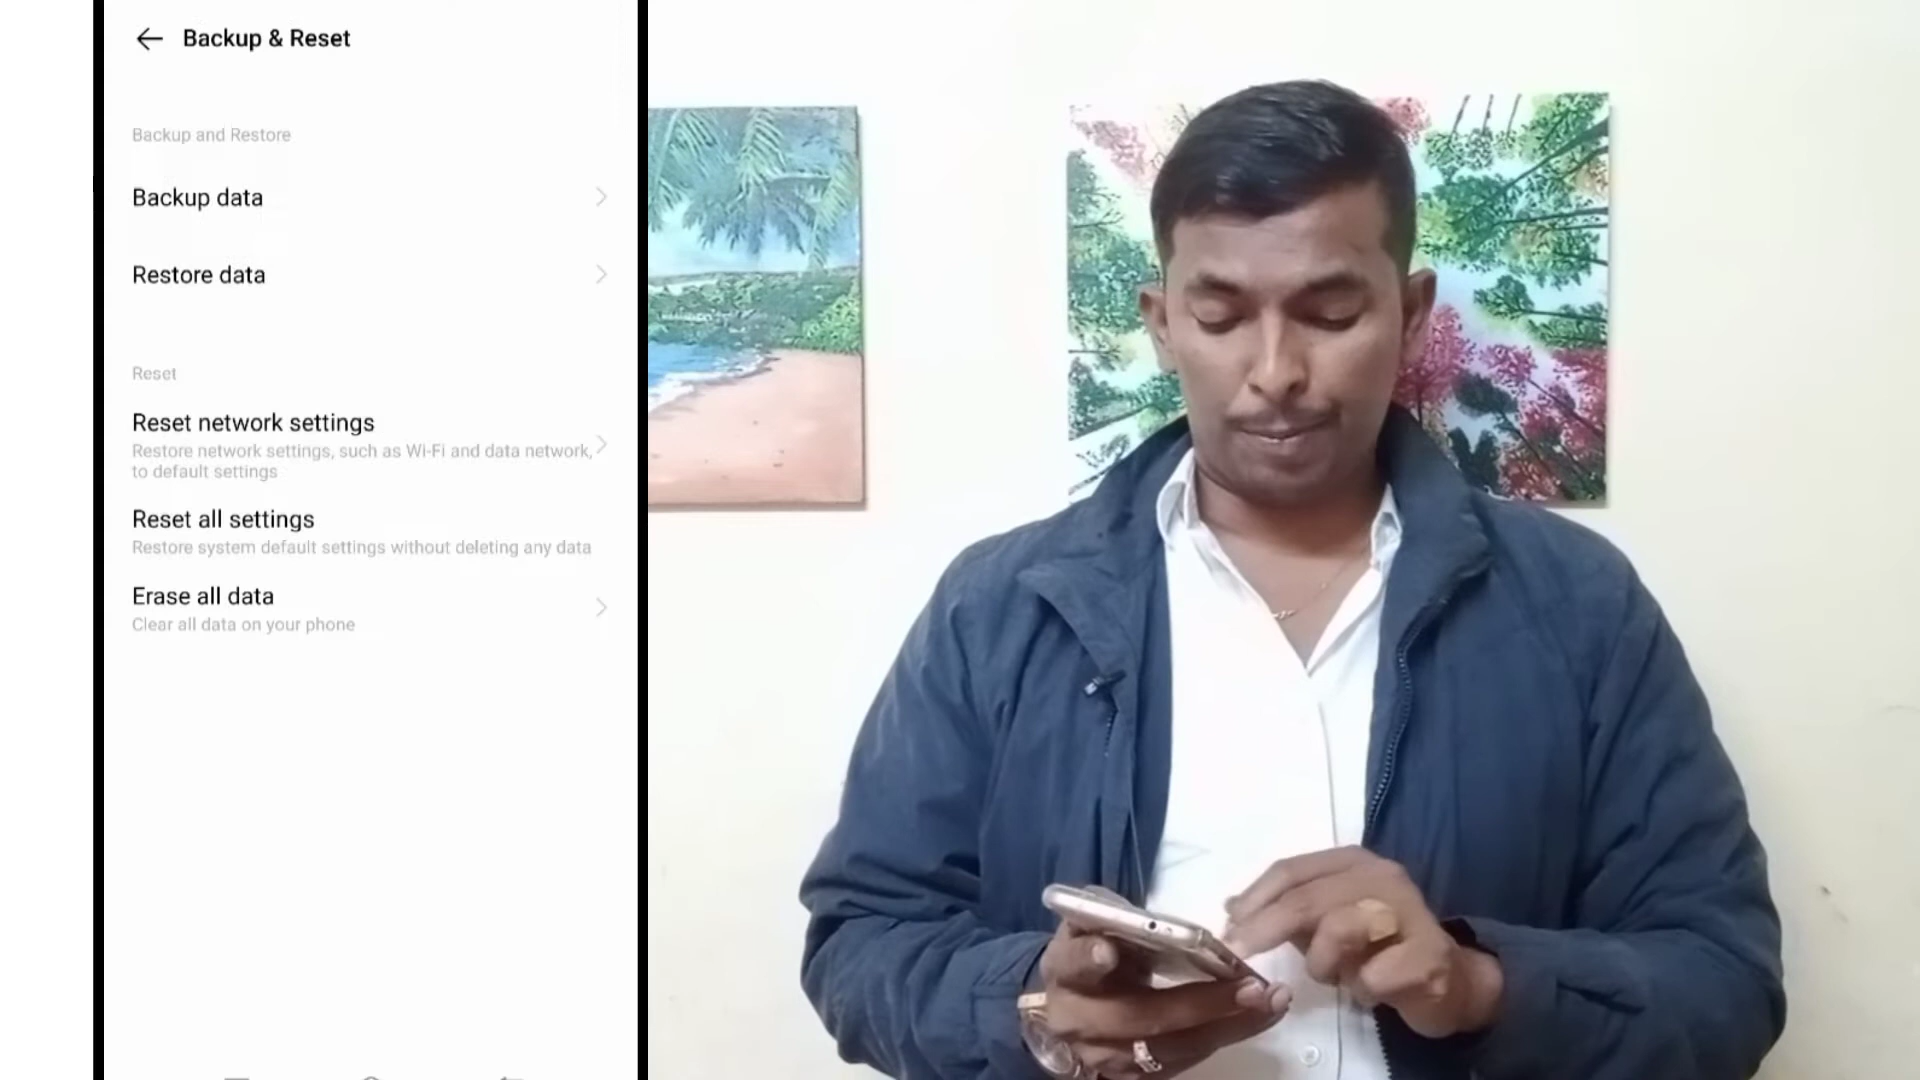 Backup & Reset
Backup and Restore
Backup data
Restore data
Reset
Reset network settings
Restore network settings, such as Wi-Fi and data network,
to default settings
Reset all settings
Restore system default settings without deleting any data
Erase all data
Clear all data on your phone